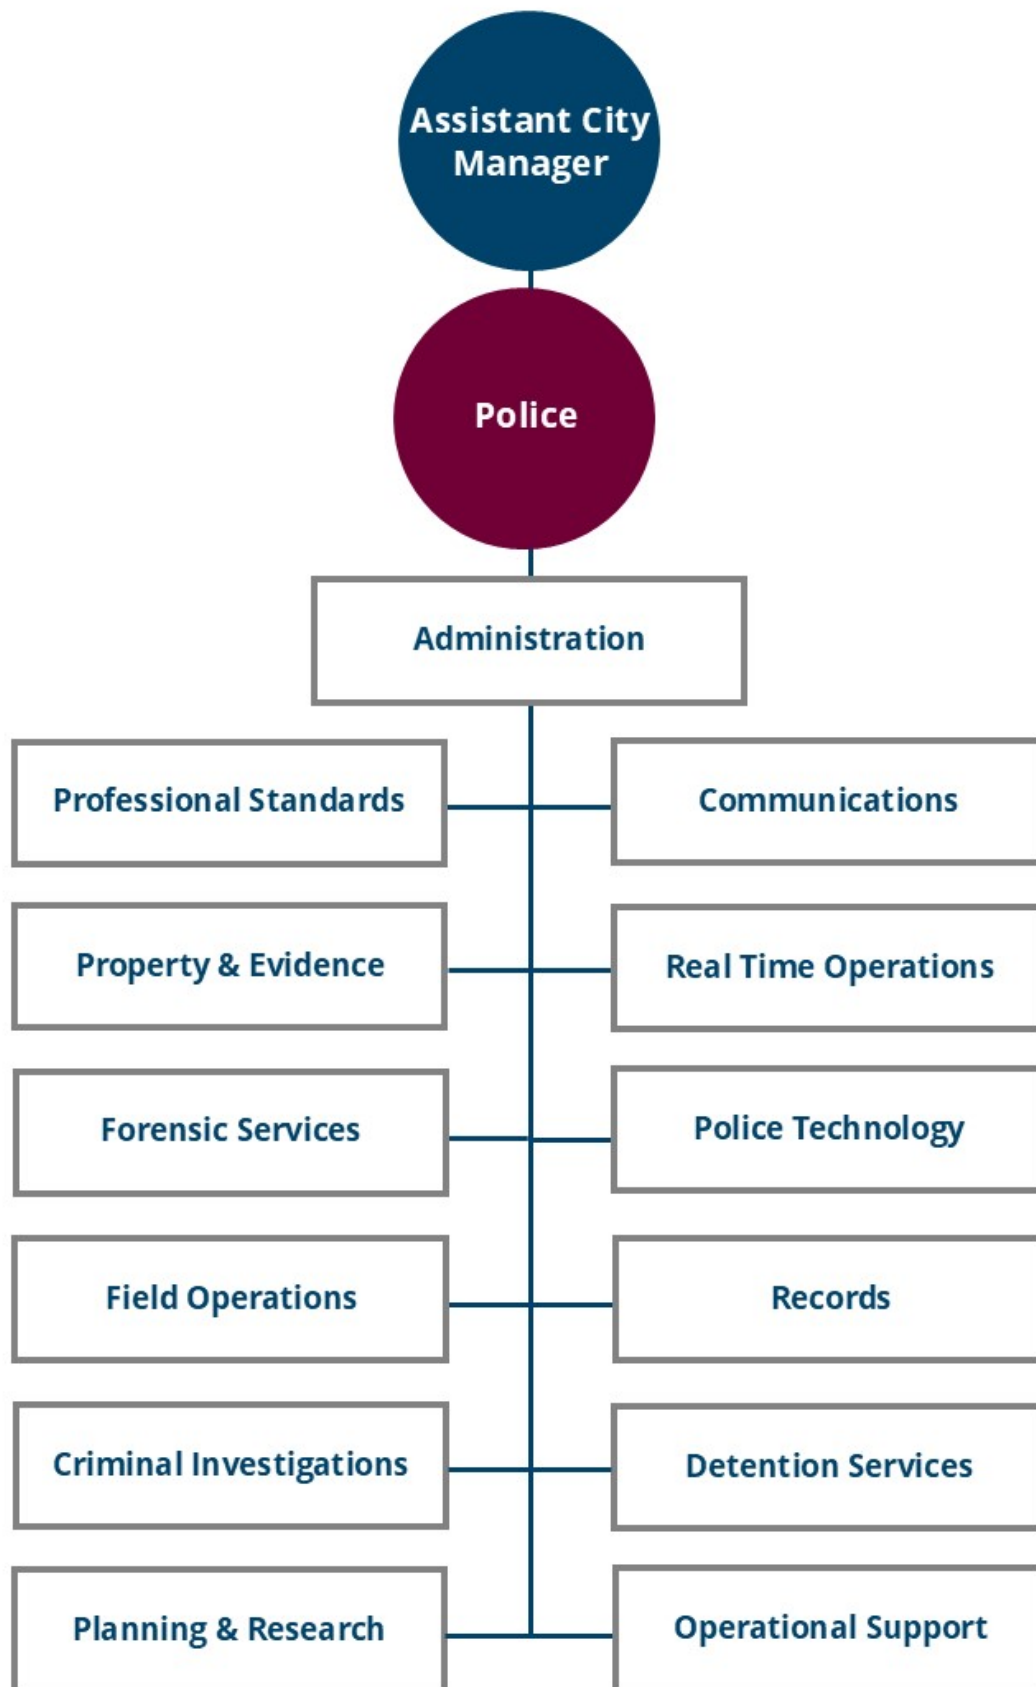 Assistant City
Manager
Police
Administration
Professional Standards
Communications
Property & Evidence
Real Time Operations
Forensic Services
Police Technology
Field Operations
Records
Criminal Investigations
Detention Services
Planning & Research
Operational Support